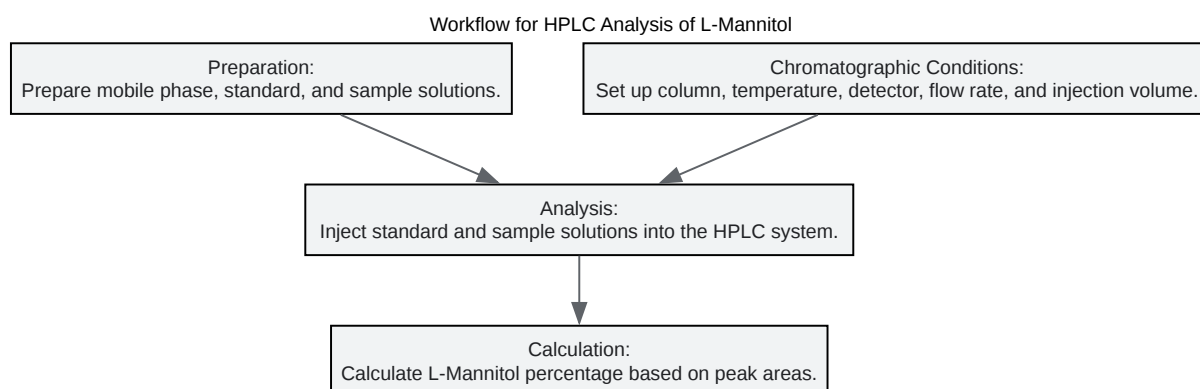 Workflow for HPLC Analysis of L-Mannitol
Preparation:
Prepare mobile phase, standard, and sample solutions.
Chromatographic Conditions:
Set up column, temperature, detector, flow rate, and injection volume.
Analysis:
Inject standard and sample solutions into the HPLC system.
Calculation:
Calculate L-Mannitol percentage based on peak areas.